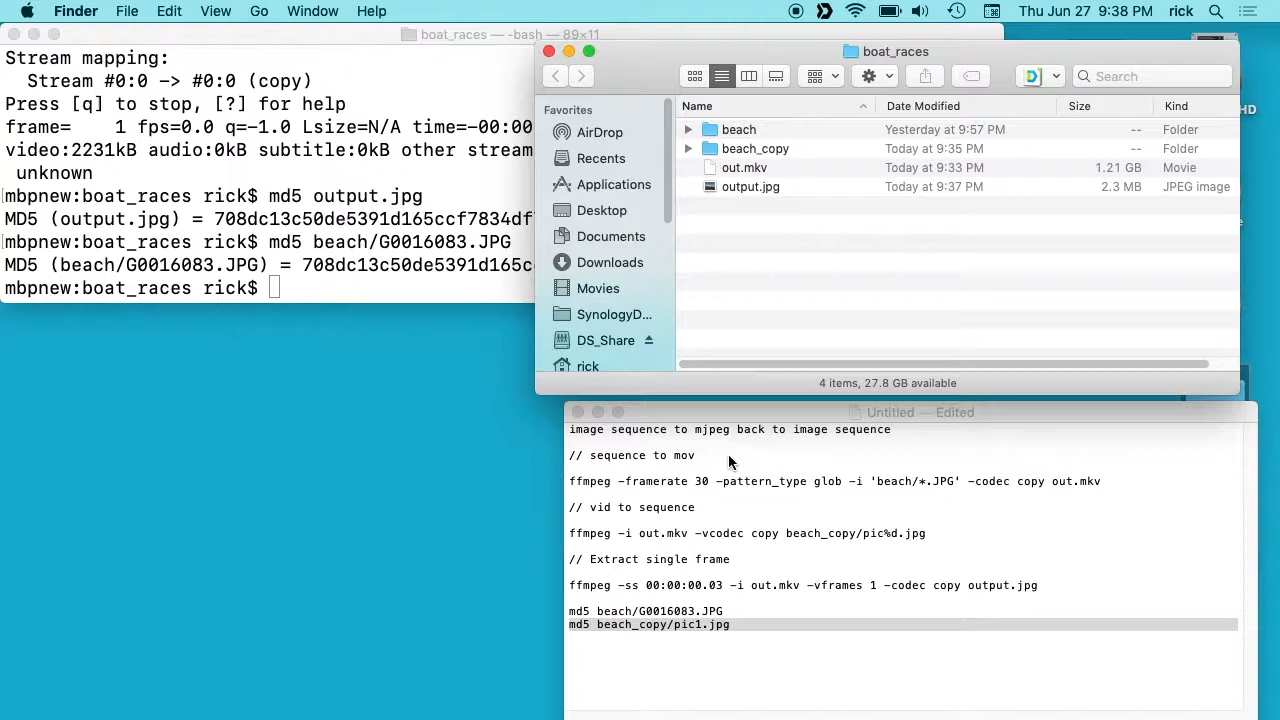 Finder File Edit View Go Window Help Thu Jun 27 9:38 PM rick
boat_races — -bash — 89×11
Stream mapping:
Stream #0:0 -> #0:0 (copy)
Press [q] to stop, [?] for help
frame= 1 fps=0.0 q=-1.0 Lsize=N/A time=-00:00
video:2231kB audio:0kB subtitle:0kB other stream
unknown
mbpnew:boat_races rick$ md5 output.jpg
MD5 (output.jpg) = 708dc13c50de5391d165ccf7834df
mbpnew:boat_races rick$ md5 beach/G0016083.JPG
MD5 (beach/G0016083.JPG) = 708dc13c50de5391d165c
mbpnew:boat_races rick$
boat_races
Search
Favorites
AirDrop
Recents
Applications
Desktop
Documents
Downloads
Movies
SynologyD...
DS_Share
rick
Name Date Modified Size Kind
beach Yesterday at 9:57 PM -- Folder
beach_copy Today at 9:35 PM -- Folder
out.mkv Today at 9:33 PM 1.21 GB Movie
output.jpg Today at 9:37 PM 2.3 MB JPEG image
4 items, 27.8 GB available
HD
Untitled — Edited
image sequence to mjpeg back to image sequence
// sequence to mov
ffmpeg -framerate 30 -pattern_type glob -i 'beach/*.JPG' -codec copy out.mkv
// vid to sequence
ffmpeg -i out.mkv -vcodec copy beach_copy/pic%d.jpg
// Extract single frame
ffmpeg -ss 00:00:00.03 -i out.mkv -vframes 1 -codec copy output.jpg
md5 beach/G0016083.JPG
md5 beach_copy/pic1.jpg